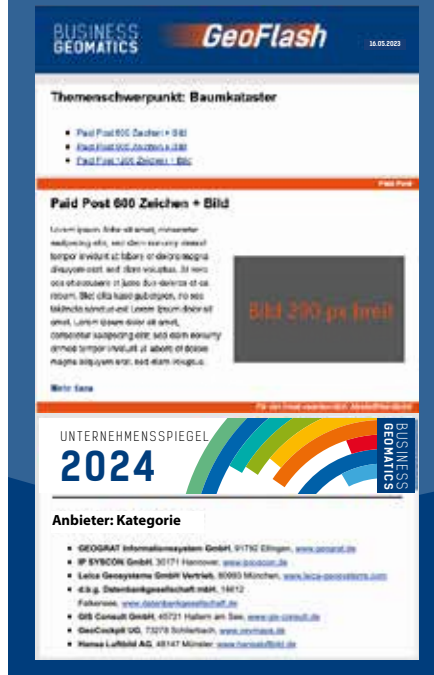 BUSINESS
GEOMATICS
GeoFlash
16.05.2023
Themenschwerpunkt: Baumkataster
Paid Post 600 Zeichen + Bild
Paid Post 900 Zeichen + Bild
Paid Post 1200 Zeichen + Bild
Paid Post
Paid Post 600 Zeichen + Bild
Lorem ipsum dolor sit amet, consetetur
sadipscing elitr, sed diam nonumy eirmod
tempor invidunt ut labore et dolore magna
aliquyam erat, sed diam voluptua. At vero
eos et accusam et justo duo dolores et ea
rebum. Stet clita kasd gubergren, no sea
takimata sanctus est Lorem ipsum dolor sit
amet. Lorem ipsum dolor sit amet,
consetetur sadipscing elitr, sed diam nonumy
eirmod tempor invidunt ut labore et dolore
magna aliquyam erat, sed diam voluptua.
Bild 200 px breit
Mehr lesen
Für den Inhalt verantwortlich:
UNTERNEHMENSSPIEGEL
2024
BUSINESS
GEOMATICS
Anbieter: Kategorie
GEOGRAT Informationssystem GmbH, 91792 Ellingen, www.geograt.de
IP SYSCON GmbH, 30171 Hannover, www.ipsyscon.de
Leica Geosystems GmbH Vertrieb, 80993 München, www.leica-geosystems.com
d.b.g. Datenbankgesellschaft mbH, 14612
Falkensee, www.datenbankgesellschaft.de
GIS Consult GmbH, 45721 Haltern am See, www.gis-consult.de
GeoCockpit UG, 73278 Schlierbach,
Hansa Luftbild AG, 48147 Münster, www.hansaluftbild.de